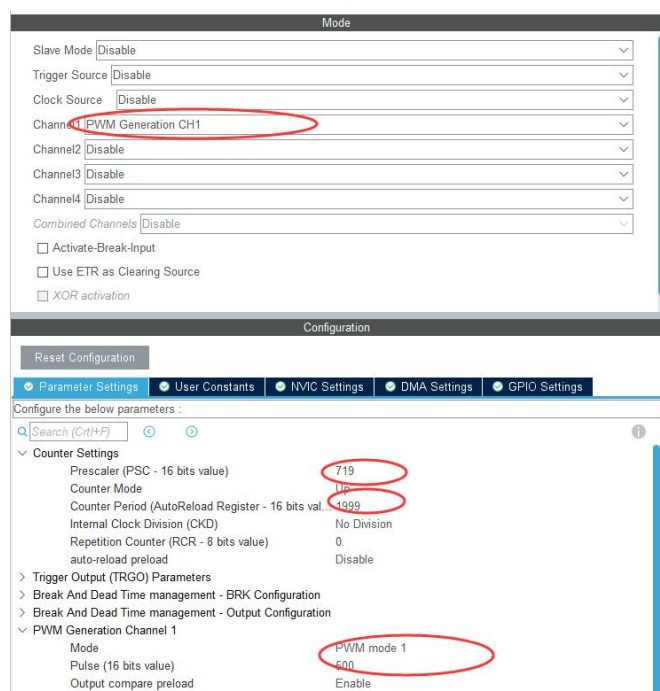 Mode
Slave Mode Disable
Trigger Source Disable
Clock Source Disable
Channel1 PWM Generation CH1
Channel2 Disable
Channel3 Disable
Channel4 Disable
Combined Channels Disable
Activate-Break-Input
Use ETR as Clearing Source
XOR activation
Configuration
Reset Configuration
Parameter Settings User Constants NVIC Settings DMA Settings GPIO Settings
Configure the below parameters :
Search (Crtl+F)
Counter Settings
Prescaler (PSC - 16 bits value) 719
Counter Mode Up
Counter Period (AutoReload Register - 16 bits val... 1999
Internal Clock Division (CKD) No Division
Repetition Counter (RCR - 8 bits value) 0
auto-reload preload Disable
Trigger Output (TRGO) Parameters
Break And Dead Time management - BRK Configuration
Break And Dead Time management - Output Configuration
PWM Generation Channel 1
Mode PWM mode 1
Pulse (16 bits value) 500
Output compare preload Enable